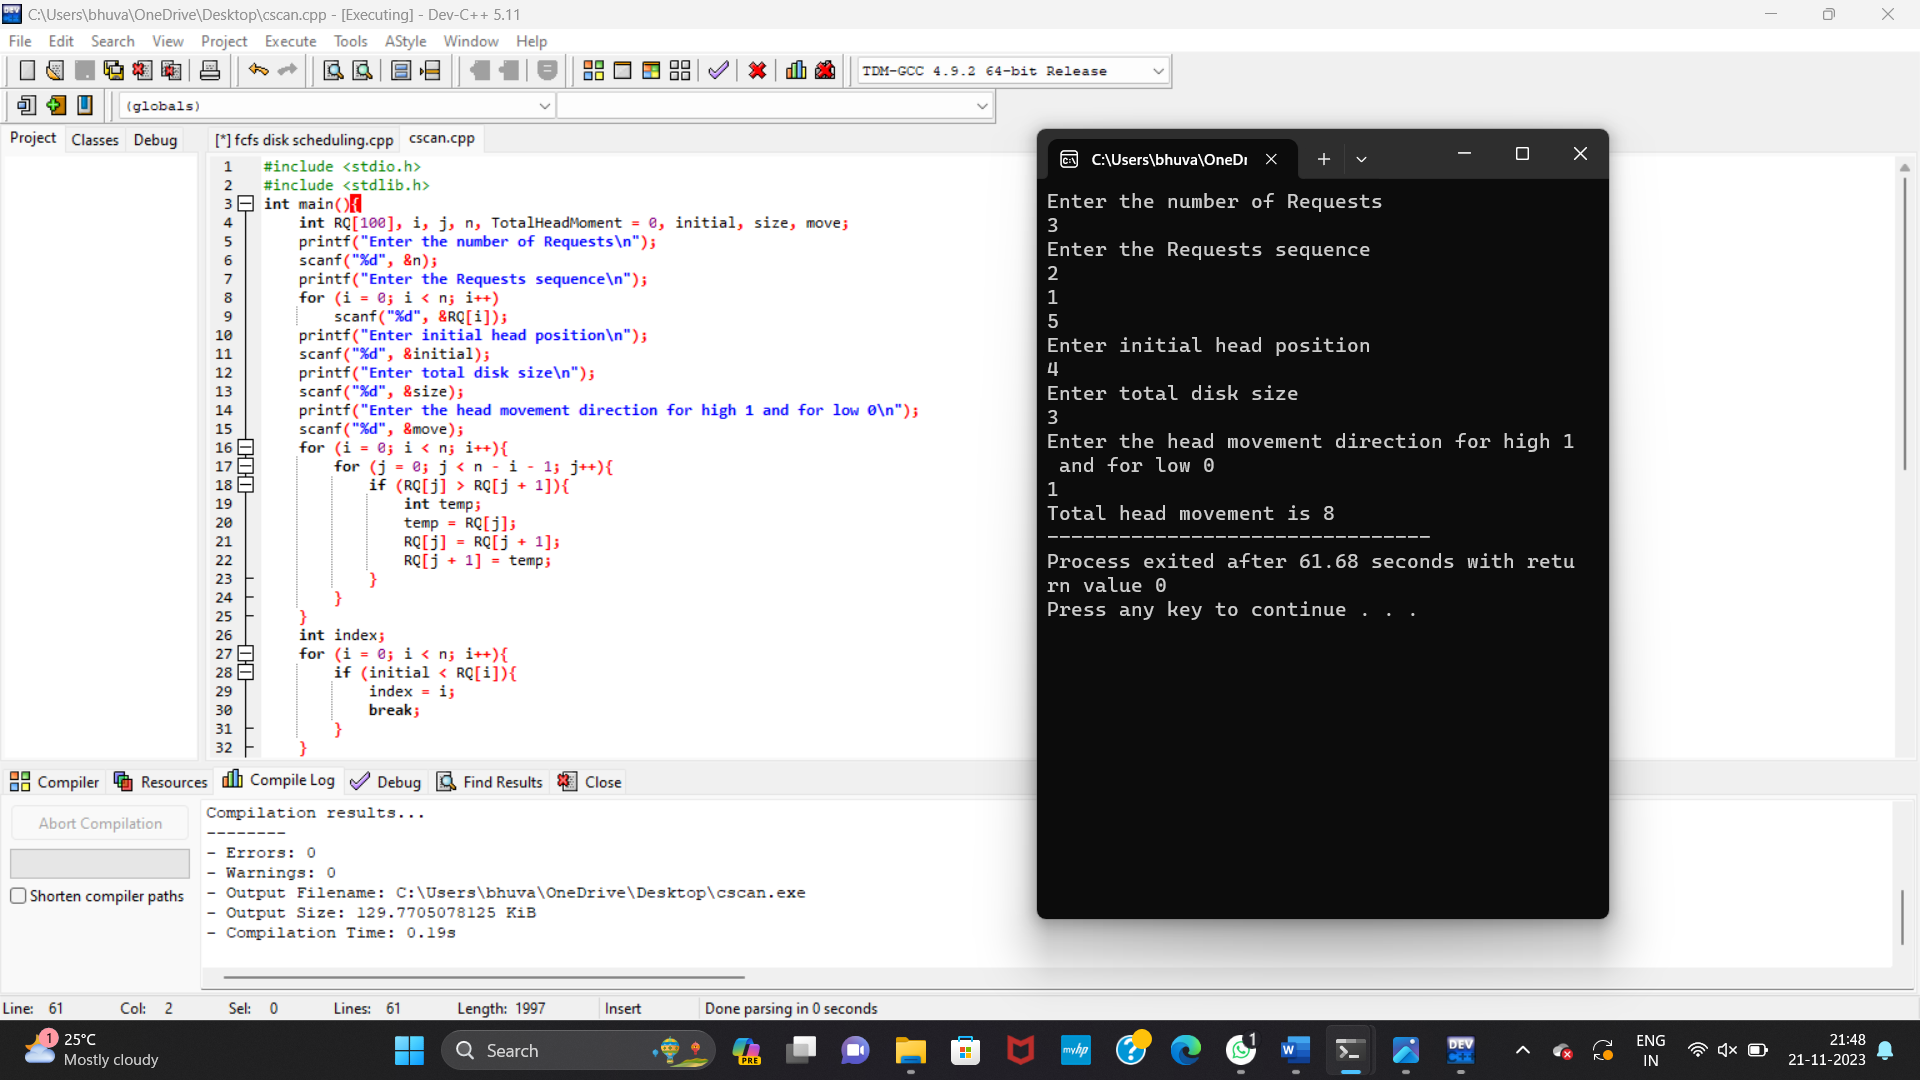 C:\Users\bhuva\OneDrive\Desktop\cscan.cpp - [Executing] - Dev-C++ 5.11
File Edit Search View Project Execute Tools AStyle Window Help
TDM-GCC 4.9.2 64-bit Release
(globals)
Project Classes Debug
[*] fcfs disk scheduling.cpp cscan.cpp
1 #include <stdio.h>
2 #include <stdlib.h>
3 int main(){
4 int RQ[100], i, j, n, TotalHeadMoment = 0, initial, size, move;
5 printf("Enter the number of Requests\n");
6 scanf("%d", &n);
7 printf("Enter the Requests sequence\n");
8 for (i = 0; i < n; i++)
9 scanf("%d", &RQ[i]);
10 printf("Enter initial head position\n");
11 scanf("%d", &initial);
12 printf("Enter total disk size\n");
13 scanf("%d", &size);
14 printf("Enter the head movement direction for high 1 and for low 0\n");
15 scanf("%d", &move);
16 for (i = 0; i < n; i++){
17 for (j = 0; j < n - i - 1; j++){
18 if (RQ[j] > RQ[j + 1]){
19 int temp;
20 temp = RQ[j];
21 RQ[j] = RQ[j + 1];
22 RQ[j + 1] = temp;
23 }
24 }
25 }
26 int index;
27 for (i = 0; i < n; i++){
28 if (initial < RQ[i]){
29 index = i;
30 break;
31 }
32 }
C:\Users\bhuva\OneDr
Enter the number of Requests
3
Enter the Requests sequence
2
1
5
Enter initial head position
4
Enter total disk size
3
Enter the head movement direction for high 1
and for low 0
1
Total head movement is 8
--------------------------------
Process exited after 61.68 seconds with retu
rn value 0
Press any key to continue . . .
Compiler Resources Compile Log Debug Find Results Close
Abort Compilation
Shorten compiler paths
Compilation results...
--------
- Errors: 0
- Warnings: 0
- Output Filename: C:\Users\bhuva\OneDrive\Desktop\cscan.exe
- Output Size: 129.7705078125 KiB
- Compilation Time: 0.19s
Line: 61 Col: 2 Sel: 0 Lines: 61 Length: 1997 Insert Done parsing in 0 seconds
1
25°C
Mostly cloudy
Search
PRE
myhp
1
W
DEV
C++
ENG
IN
21:48
21-11-2023